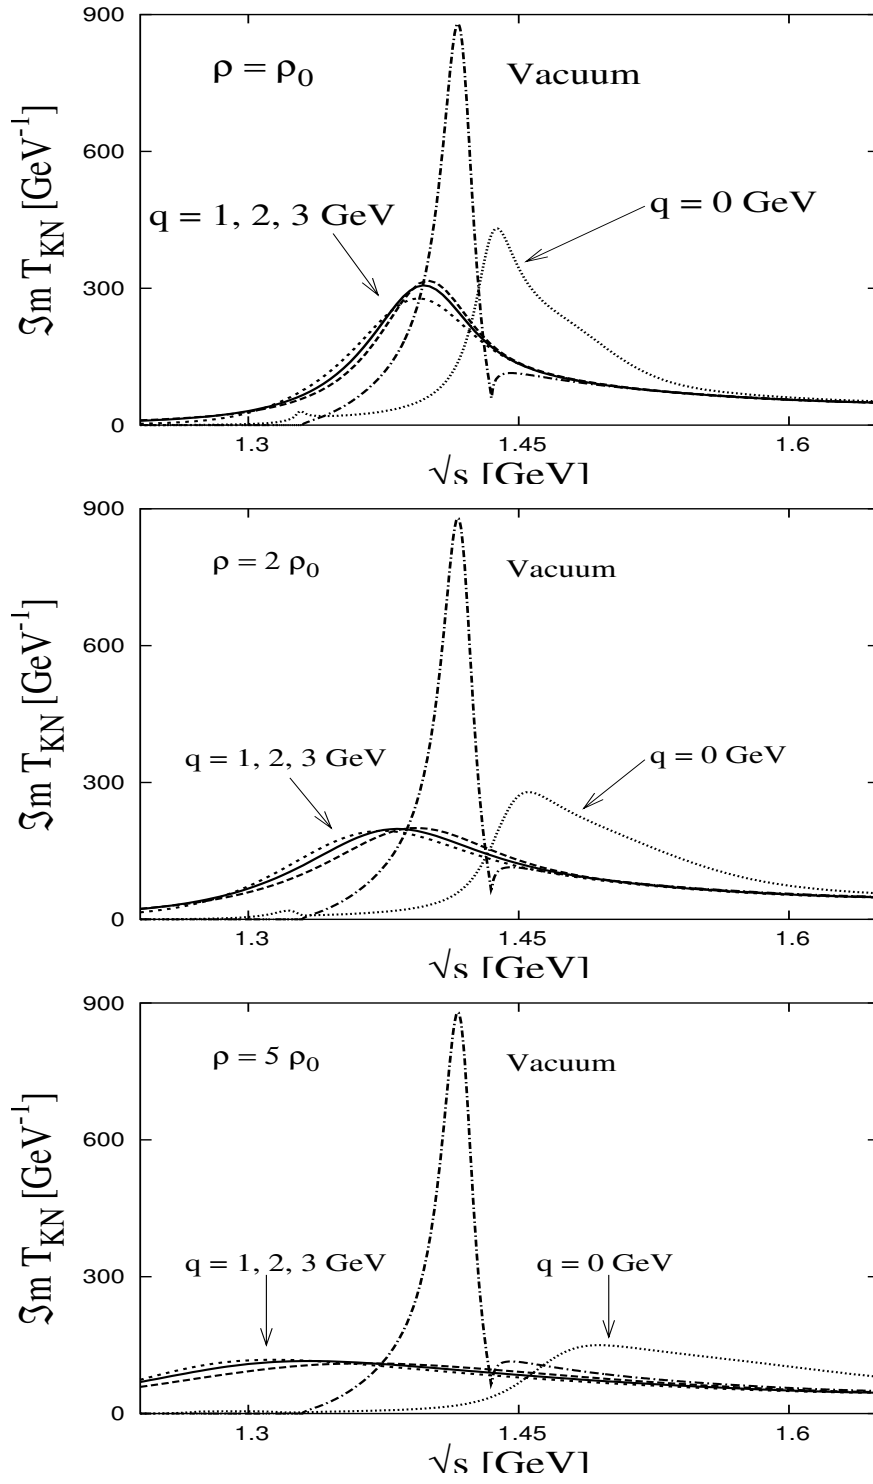 900
ρ = ρ0 Vacuum
600
q = 1, 2, 3 GeV q = 0 GeV
300
0
ℑm TKN [GeV-1]
1.3 1.45 1.6
√s [GeV]
900
ρ = 2 ρ0 Vacuum
600
q = 1, 2, 3 GeV q = 0 GeV
300
0
ℑm TKN [GeV-1]
1.3 1.45 1.6
√s [GeV]
900
ρ = 5 ρ0 Vacuum
600
q = 1, 2, 3 GeV q = 0 GeV
300
0
ℑm TKN [GeV-1]
1.3 1.45 1.6
√s [GeV]